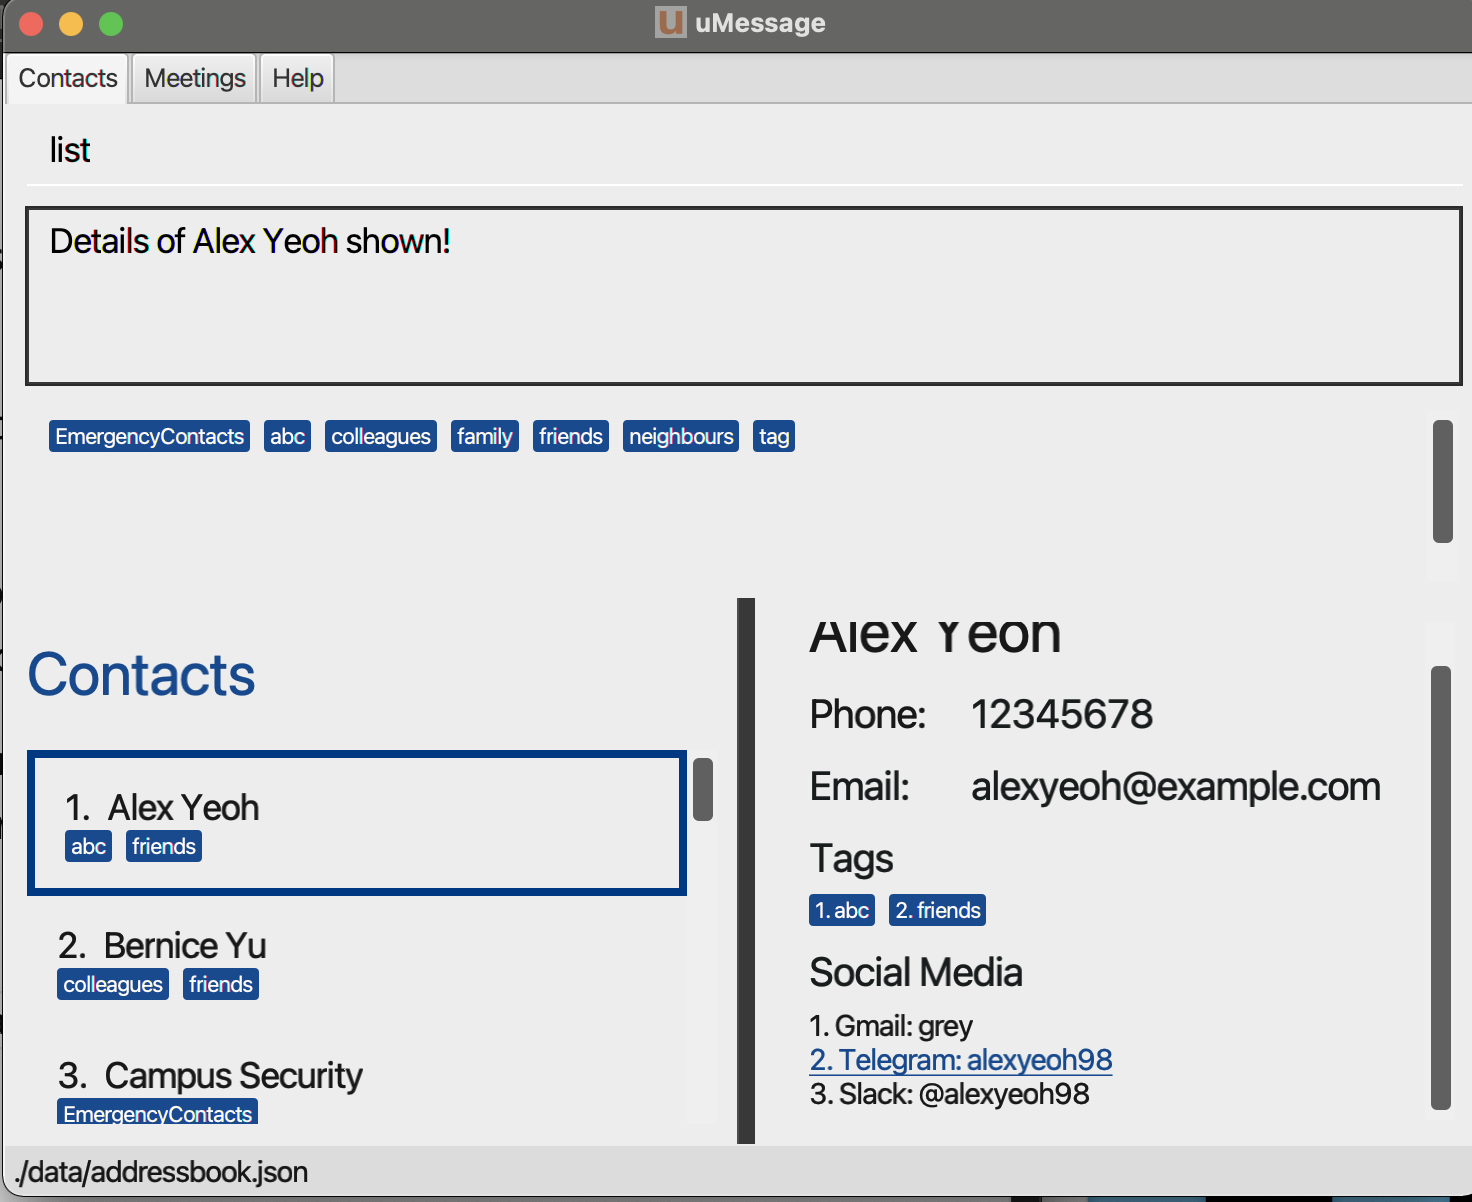 u uMessage
Contacts Meetings Help
list
Details of Alex Yeoh shown!
EmergencyContacts abc colleagues family friends neighbours tag
Contacts
1. Alex Yeoh
abc friends
2. Bernice Yu
colleagues friends
3. Campus Security
EmergencyContacts
Alex Yeoh
Phone: 12345678
Email: alexyeoh@example.com
Tags
1. abc 2. friends
Social Media
1. Gmail: grey
2. Telegram: alexyeoh98
3. Slack: @alexyeoh98
./data/addressbook.json